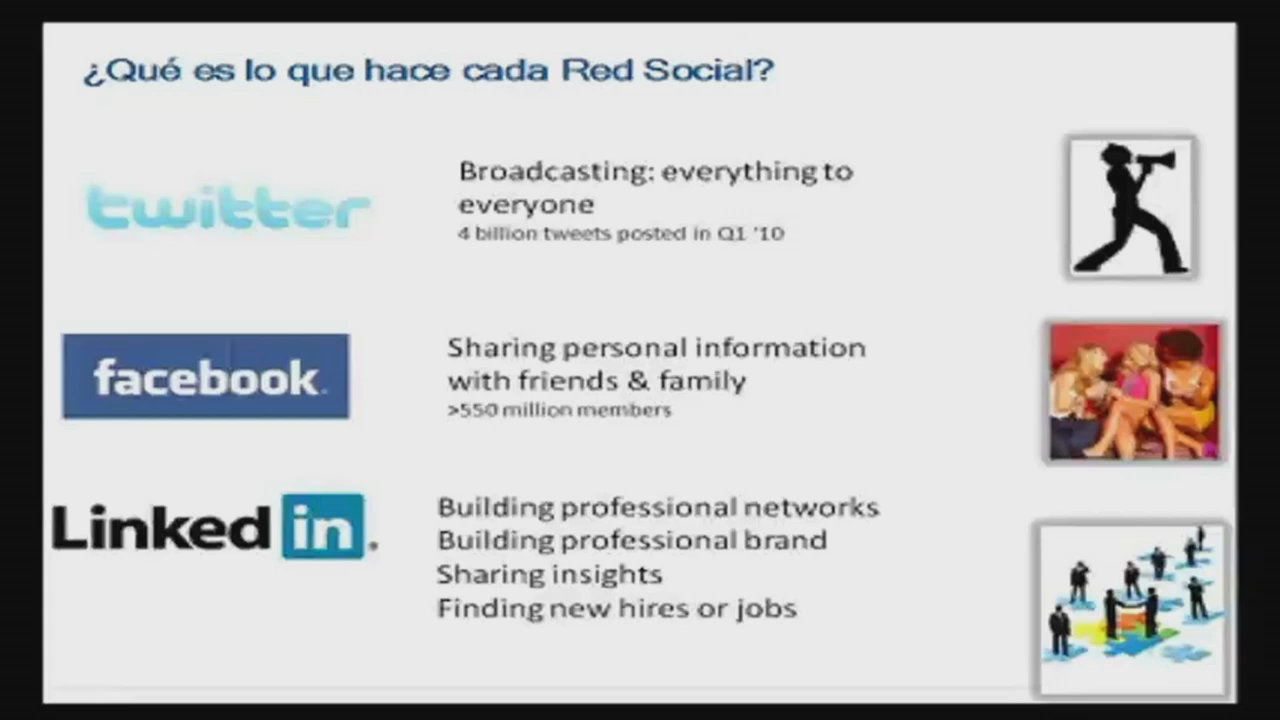 ¿Qué es lo que hace cada Red Social?
twitter
Broadcasting: everything to
everyone
4 billion tweets posted in Q1 '10
facebook.
Sharing personal information
with friends & family
>550 million members
Linked in.
Building professional networks
Building professional brand
Sharing insights
Finding new hires or jobs